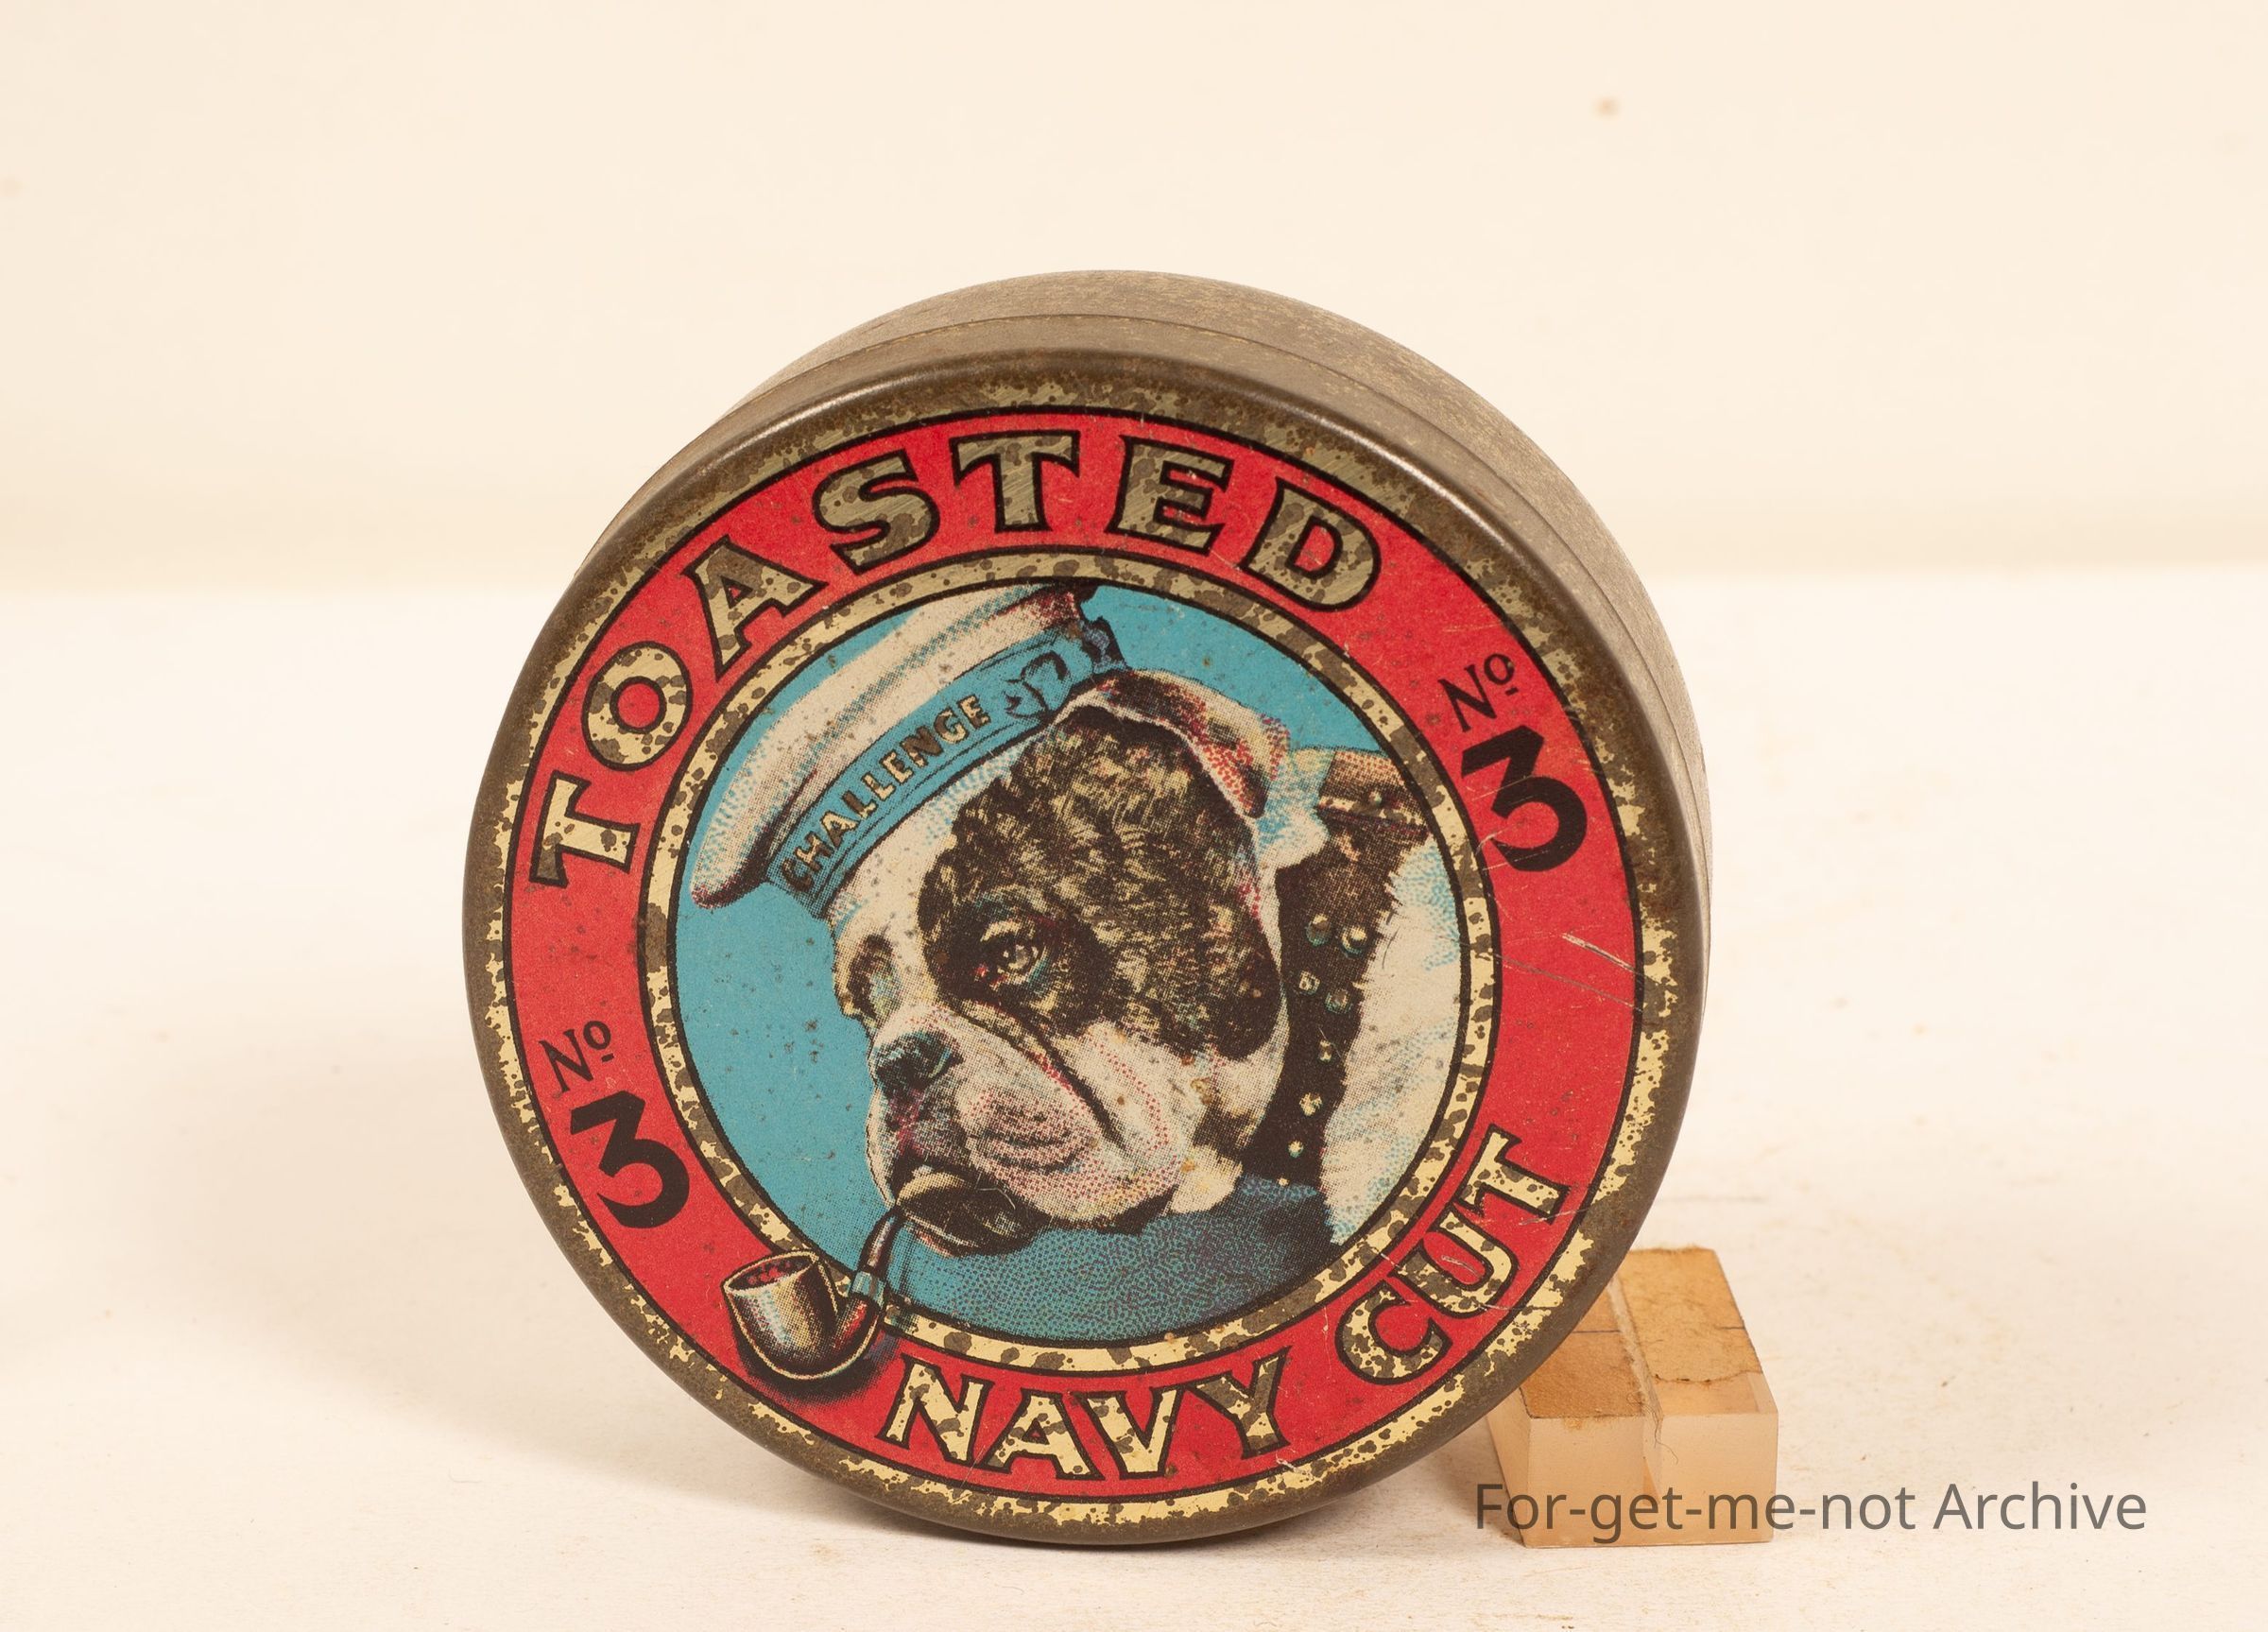 TOASTED
No 3
CHALLENGE
No 3
NAVY CUT
For-get-me-not Archive